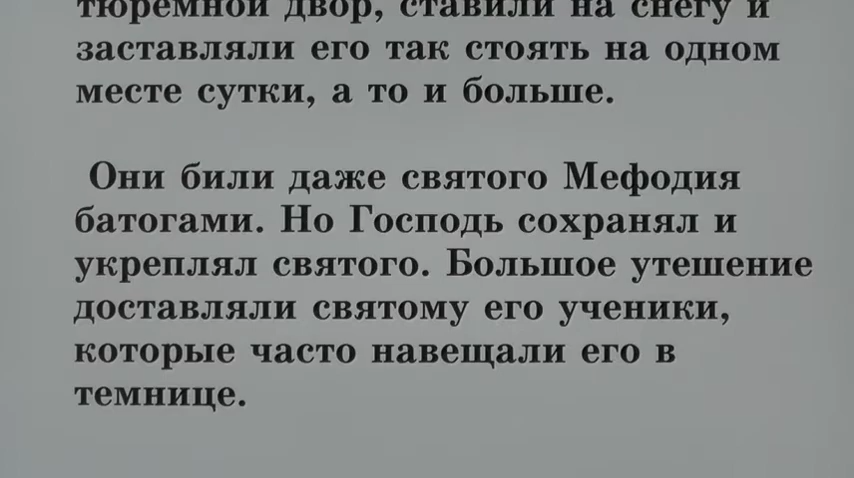 тюремной двор, ставили на снегу и
заставляли его так стоять на одном
месте сутки, а то и больше.
Они били даже святого Мефодия
батогами. Но Господь сохранял и
укреплял святого. Большое утешение
доставляли святому его ученики,
которые часто навещали его в
темнице.